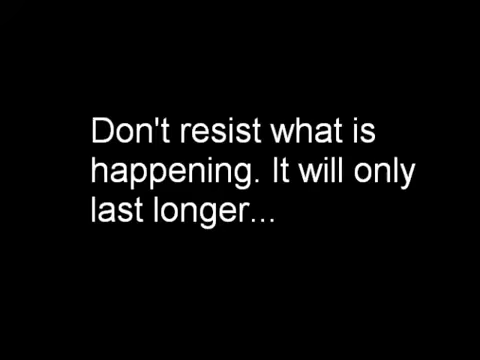 Don't resist what is
happening. It will only
last longer...